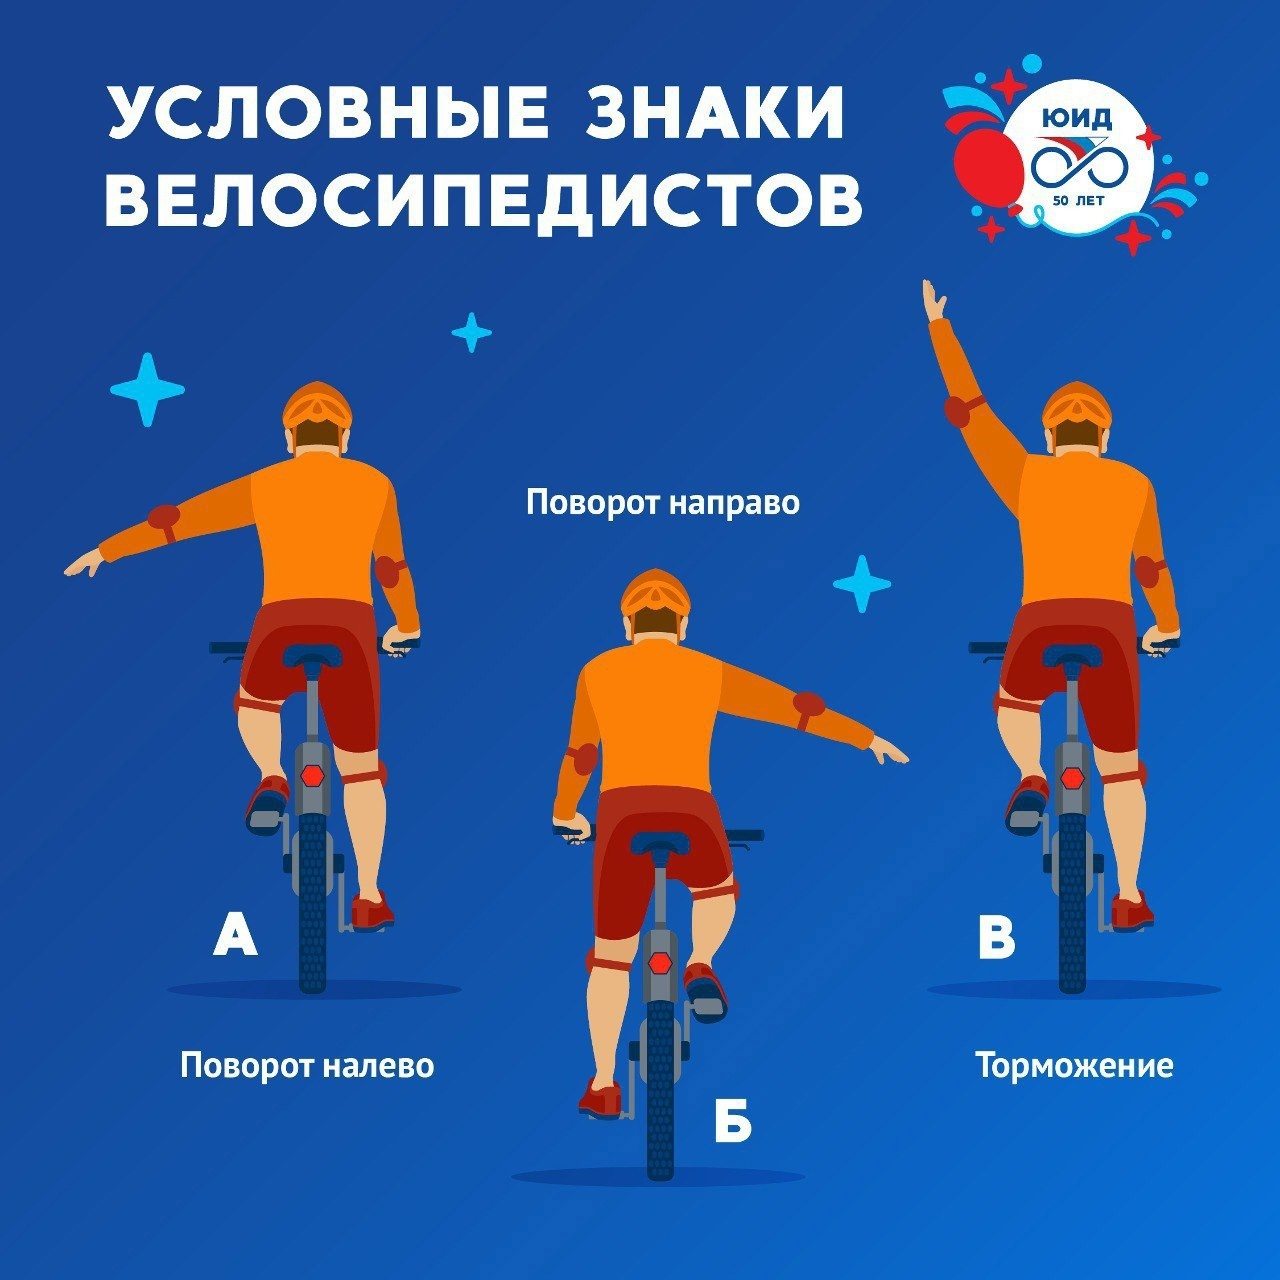 УСЛОВНЫЕ ЗНАКИ
ВЕЛОСИПЕДИСТОВ
ЮИД
50 ЛЕТ
Поворот направо
А
В
Поворот налево
Торможение
Б